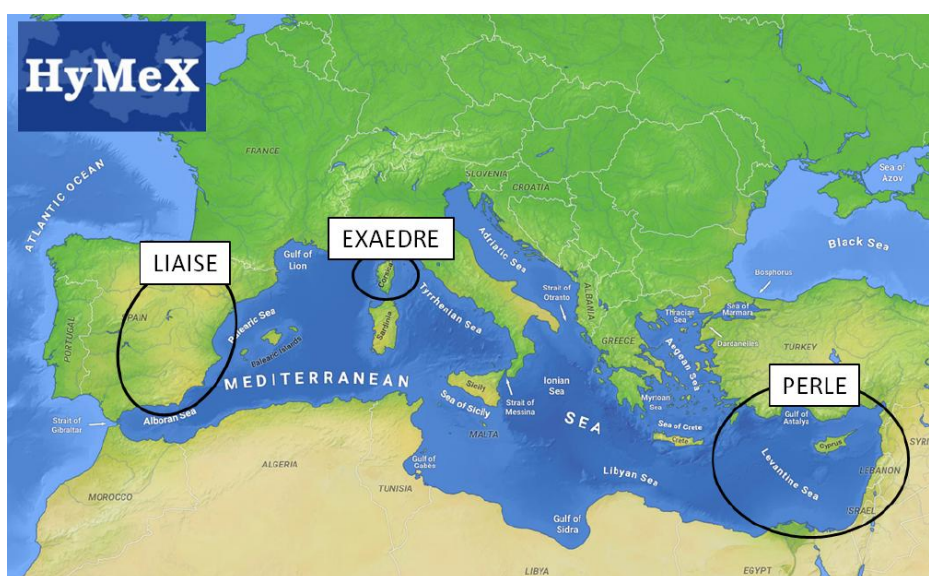 HyMeX
ATLANTIC OCEAN
FRANCE
SLOVENIA
CROATIA
Sea of
Azov
EXAEDRE
LIAISE
Gulf of
Lion
Corsica
Adriatic Sea
Black Sea
Bosphorus
PORTUGAL
SPAIN
Balearic Sea
Balearic Islands
Sardinia
Tyrrhenian Sea
Strait of
Otranto
ALBANIA
Thracian
Sea
Sea of
Marmara
Dardanelles
GREECE
Aegean Sea
TURKEY
PERLE
MEDITERRANEAN
SEA
Sicily
Ionian
Sea
Strait of
Messina
Sea of Sicily
MALTA
Myrtoan
Sea
Sea of Crete
Crete
Gulf of
Antalya
Cyprus
SYRI
LEBANON
Levantine Sea
ISRAEL
Strait of
Gibraltar
Alboran Sea
MOROCCO
ALGERIA
TUNISIA
Gulf of
Gabès
Libyan Sea
Gulf of
Sidra
LIBYA
EGYPT